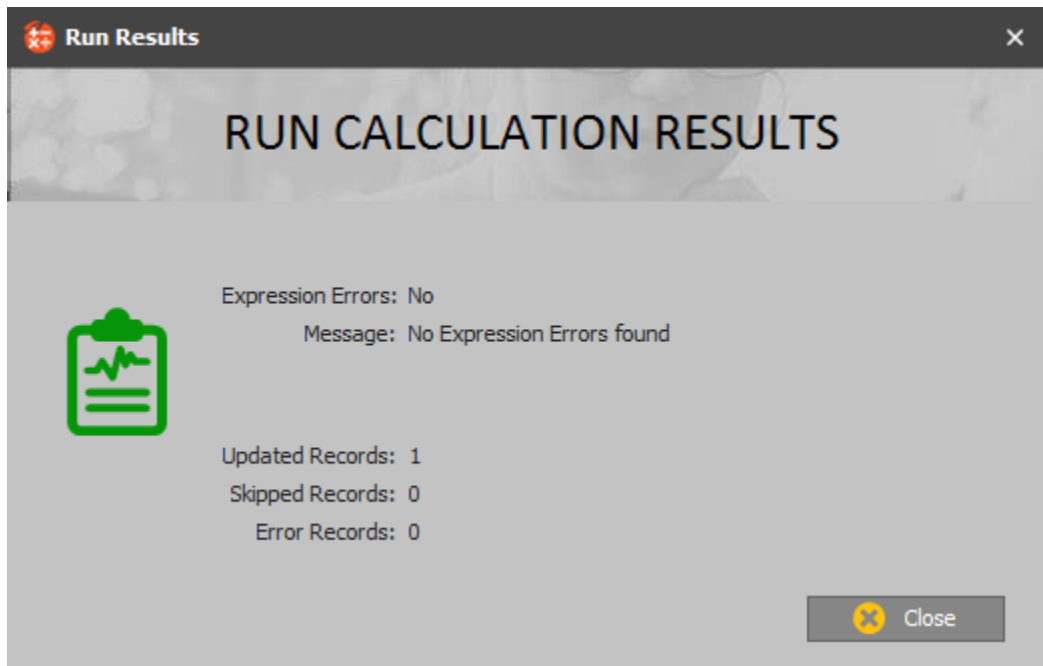 Run Results
RUN CALCULATION RESULTS
Expression Errors: No
Message: No Expression Errors found
Updated Records: 1
Skipped Records: 0
Error Records: 0
Close